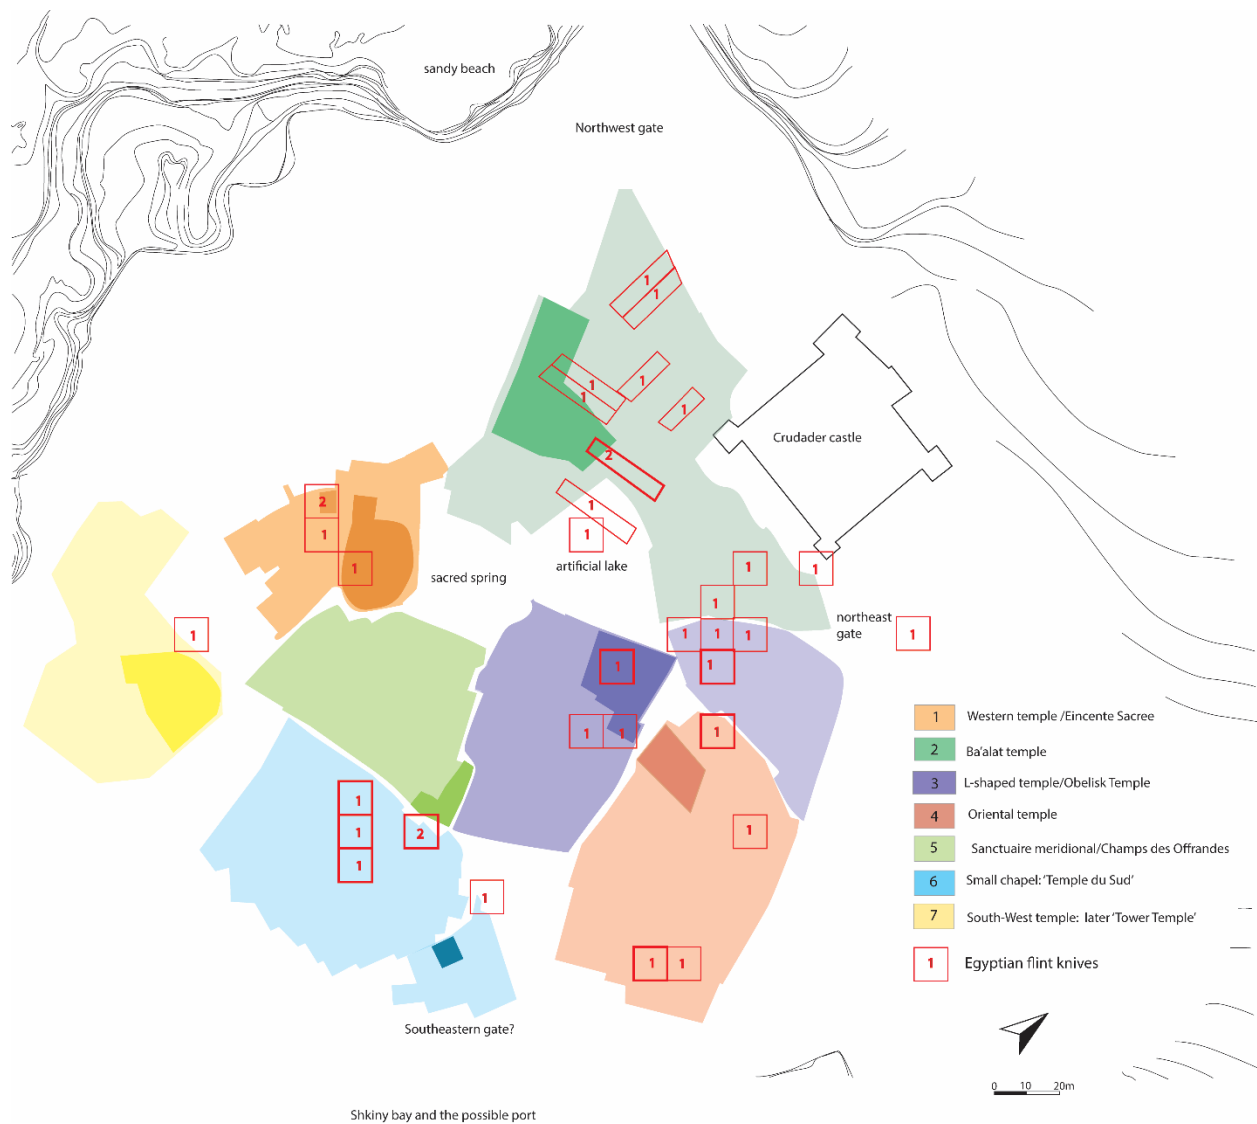 sandy beach
Northwest gate
1
1
1
1
1
1
Crudader castle
2
2
1
1
1
artificial lake
sacred spring
1
1
1
1
northeast
gate
1
1
1
1
1
1
1
1
1
1
1
1 Western temple /Eincente Sacree
2 Ba'alat temple
3 L-shaped temple/Obelisk Temple
4 Oriental temple
5 Sanctuaire meridional/Champs des Offrandes
6 Small chapel: 'Temple du Sud'
7 South-West temple: later 'Tower Temple'
1 Egyptian flint knives
1
1
2
1
1
1
1
1
Southeastern gate?
0 10 20m
Shkiny bay and the possible port